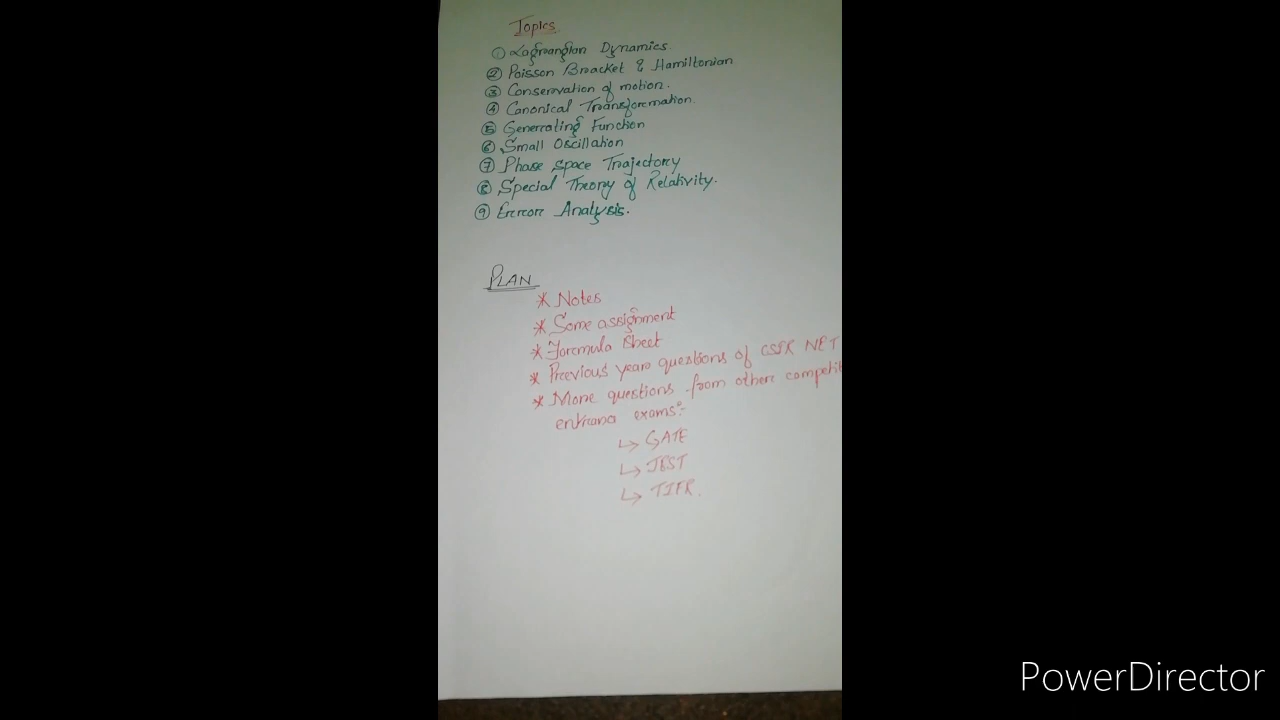 Topics
① Lagrangian Dynamics.
② Poisson Bracket & Hamiltonian
③ Conservation of motion.
④ Canonical Transformation.
⑤ Generating Function
⑥ Small Oscillation
⑦ Phase space Trajectory
⑧ Special Theory of Relativity.
⑨ Error Analysis.
PLAN
* Notes
* Some assignment
* Formula Sheet
* Previous year questions of CSIR NET
* More questions from other competit
entrance exams:-
↳ GATE
↳ JEST
↳ TIFR.
PowerDirector